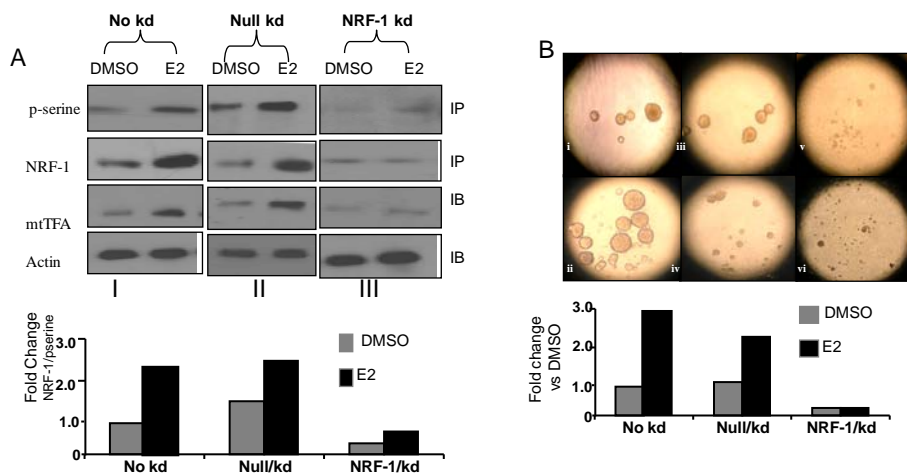 A
No kd
Null kd
NRF-1 kd
DMSO E2 DMSO E2 DMSO E2
p-serine IP
NRF-1 IP
mtTFA IB
Actin IB
I II III
Fold Change
NRF-1/pserine
2.0
1.0
0.0
DMSO
E2
No kd Null/kd NRF-1/kd
B
i iii v
ii iv vi
Fold change
vs DMSO
3.0
2.0
1.0
0.0
DMSO
E2
No kd Null/kd NRF-1/kd